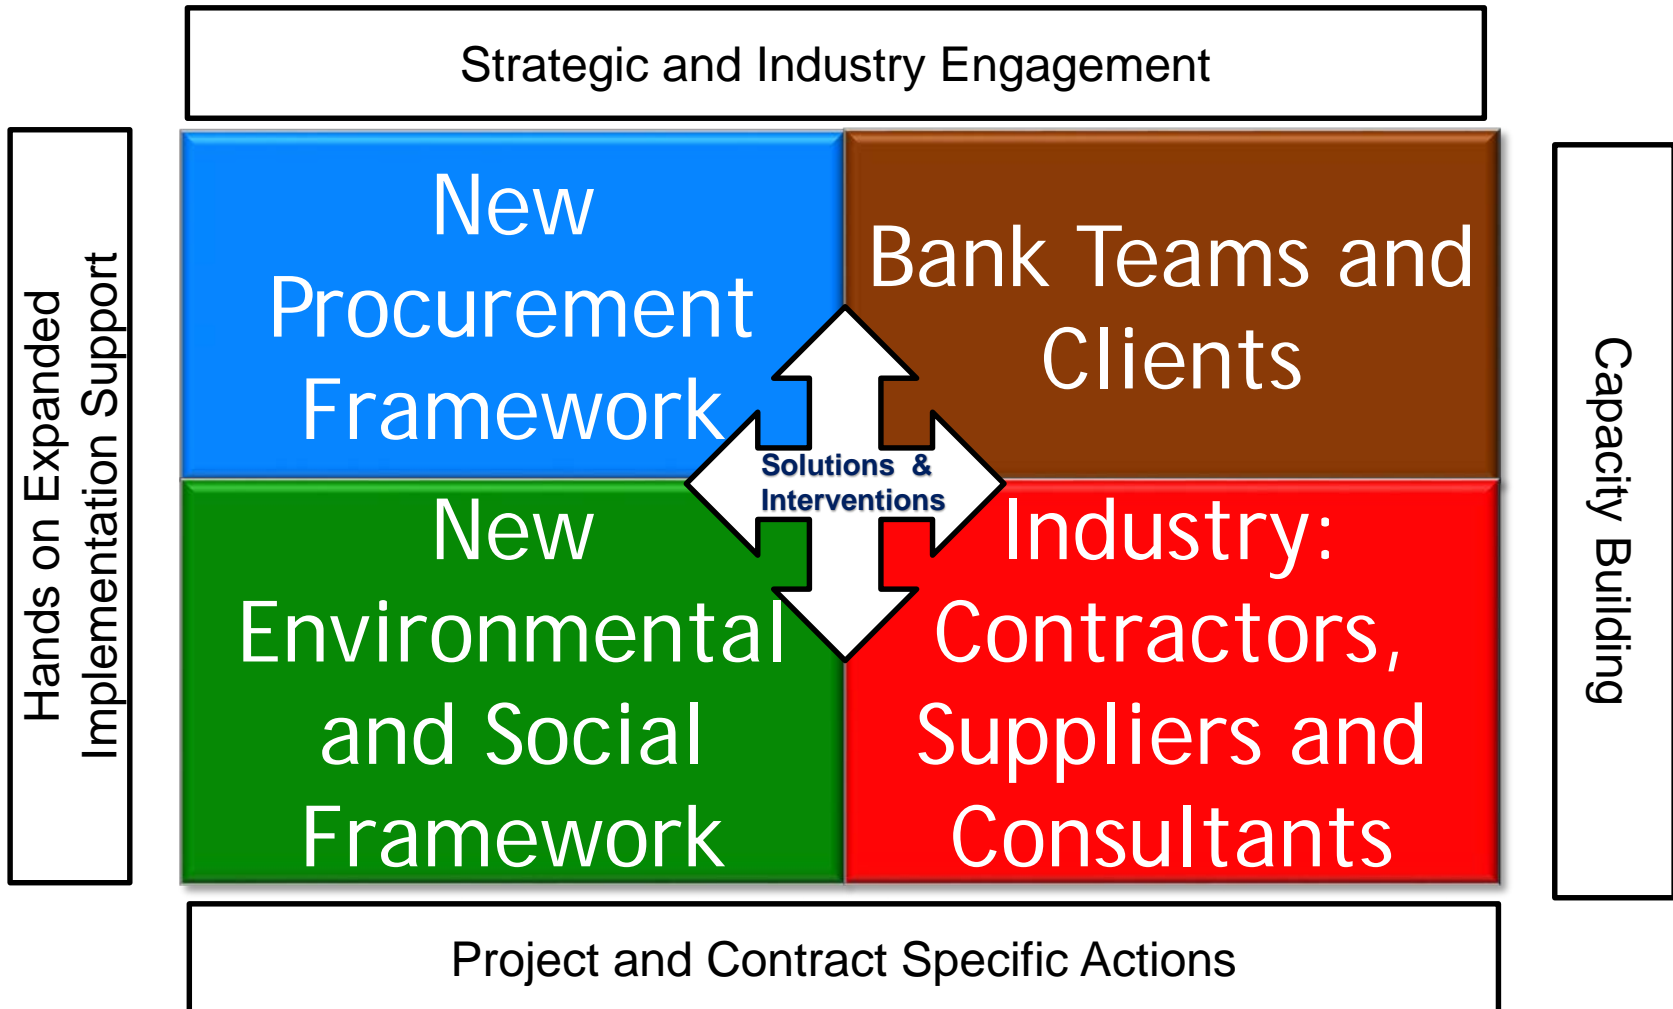 Strategic and Industry Engagement
Hands on Expanded
Implementation Support
New
Procurement
Framework
Bank Teams and
Clients
Solutions &
Interventions
New
Environmental
and Social
Framework
Industry:
Contractors,
Suppliers and
Consultants
Capacity Building
Project and Contract Specific Actions